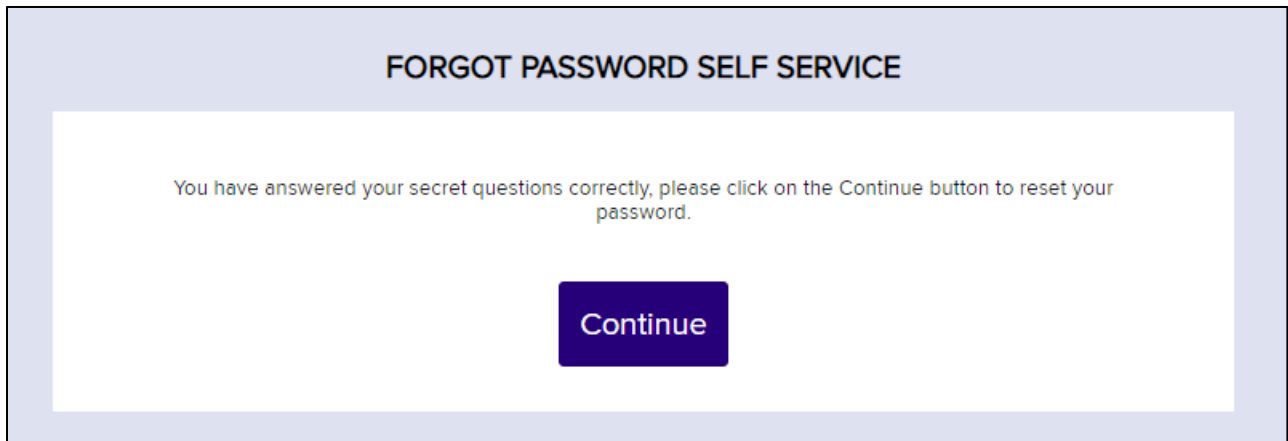 FORGOT PASSWORD SELF SERVICE
You have answered your secret questions correctly, please click on the Continue button to reset your
password.
Continue